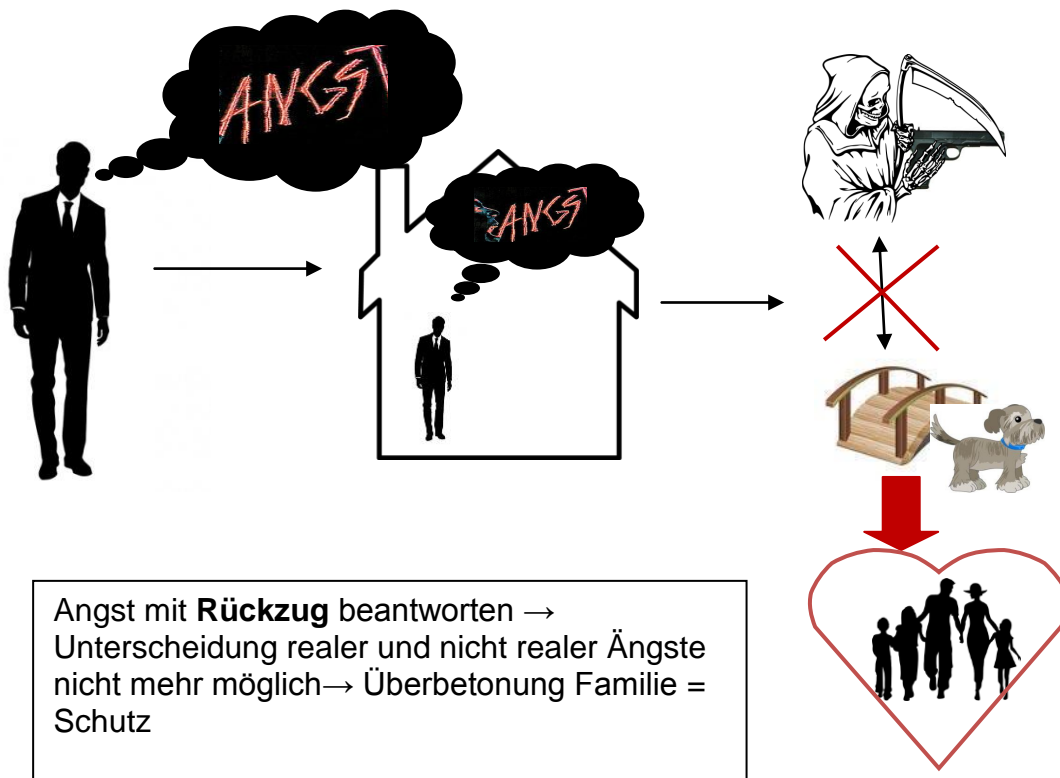 ANGST
ANGST
Angst mit Rückzug beantworten →
Unterscheidung realer und nicht realer Ängste
nicht mehr möglich→ Überbetonung Familie =
Schutz